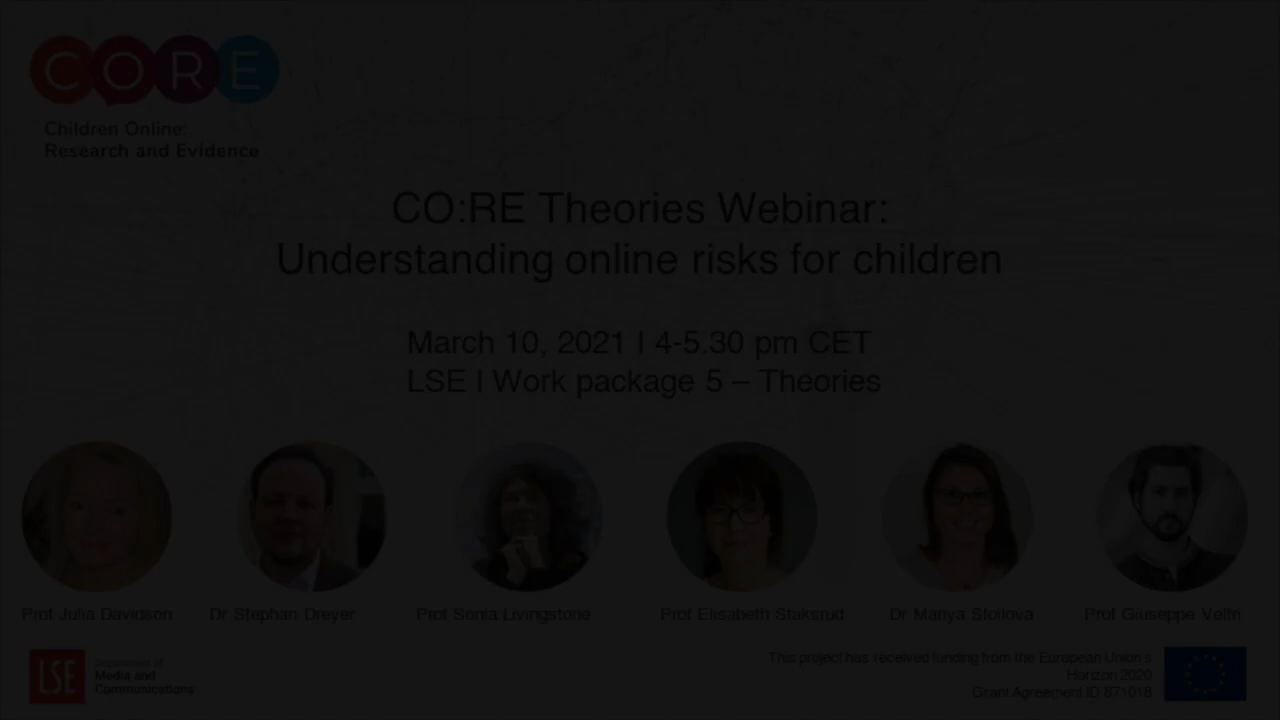 CORE
Children Online:
Research and Evidence
CO:RE Theories Webinar:
Understanding online risks for children
March 10, 2021 I 4-5.30 pm CET
LSE I Work package 5 – Theories
Prof Julia Davidson
Dr Stephan Dreyer
Prof Sonia Livingstone
Prof Elisabeth Staksrud
Dr Mariya Stoilova
Prof Giuseppe Veltri
LSE
Department of
Media and
Communications
This project has received funding from the European Union's
Horizon 2020
Grant Agreement ID 871018